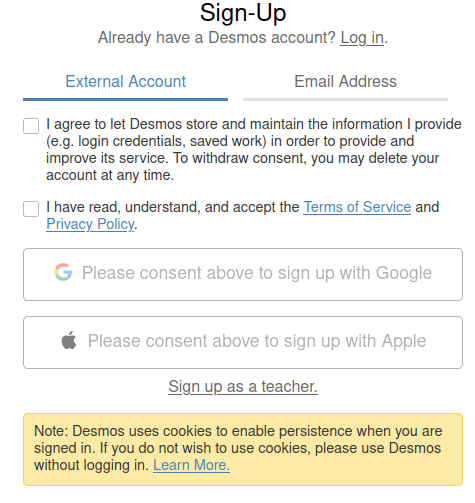 Sign-Up
Already have a Desmos account? Log in.
External Account
Email Address
I agree to let Desmos store and maintain the information I provide
(e.g. login credentials, saved work) in order to provide and
improve its service. To withdraw consent, you may delete your
account at any time.
I have read, understand, and accept the Terms of Service and
Privacy Policy.
Please consent above to sign up with Google
Please consent above to sign up with Apple
Sign up as a teacher.
Note: Desmos uses cookies to enable persistence when you are
signed in. If you do not wish to use cookies, please use Desmos
without logging in. Learn More.